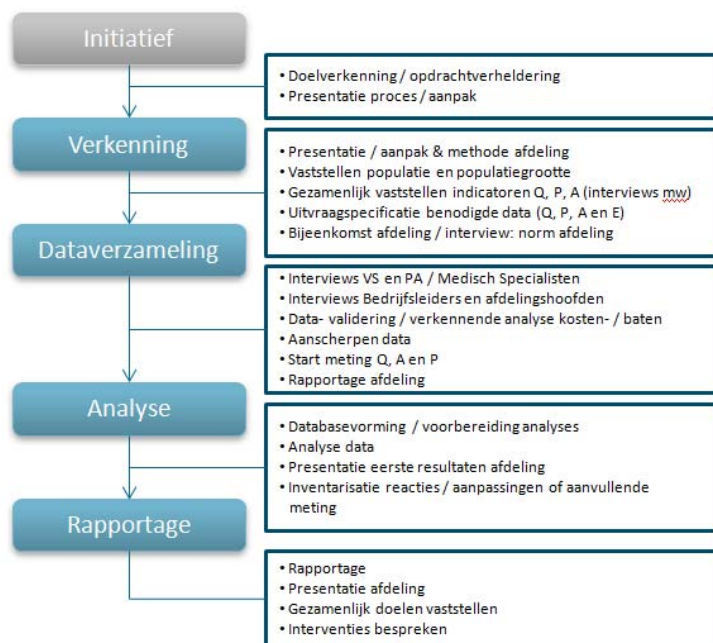 Initiatief
• Doelverkenning / opdrachtverheldering
• Presentatie proces / aanpak
Verkenning
• Presentatie / aanpak & methode afdeling
• Vaststellen populatie en populatiegrootte
• Gezamenlijk vaststellen indicatoren Q, P, A (interviews mw)
• Uitvraagspecificatie benodigde data (Q, P, A en E)
• Bijeenkomst afdeling / interview: norm afdeling
Dataverzameling
• Interviews VS en PA / Medisch Specialisten
• Interviews Bedrijfsleiders en afdelingshoofden
• Data- validering / verkennende analyse kosten- / baten
• Aanscherpen data
• Start meting Q, A en P
• Rapportage afdeling
Analyse
• Databasevorming / voorbereiding analyses
• Analyse data
• Presentatie eerste resultaten afdeling
• Inventarisatie reacties / aanpassingen of aanvullende
meting
Rapportage
• Rapportage
• Presentatie afdeling
• Gezamenlijk doelen vaststellen
• Interventies bespreken